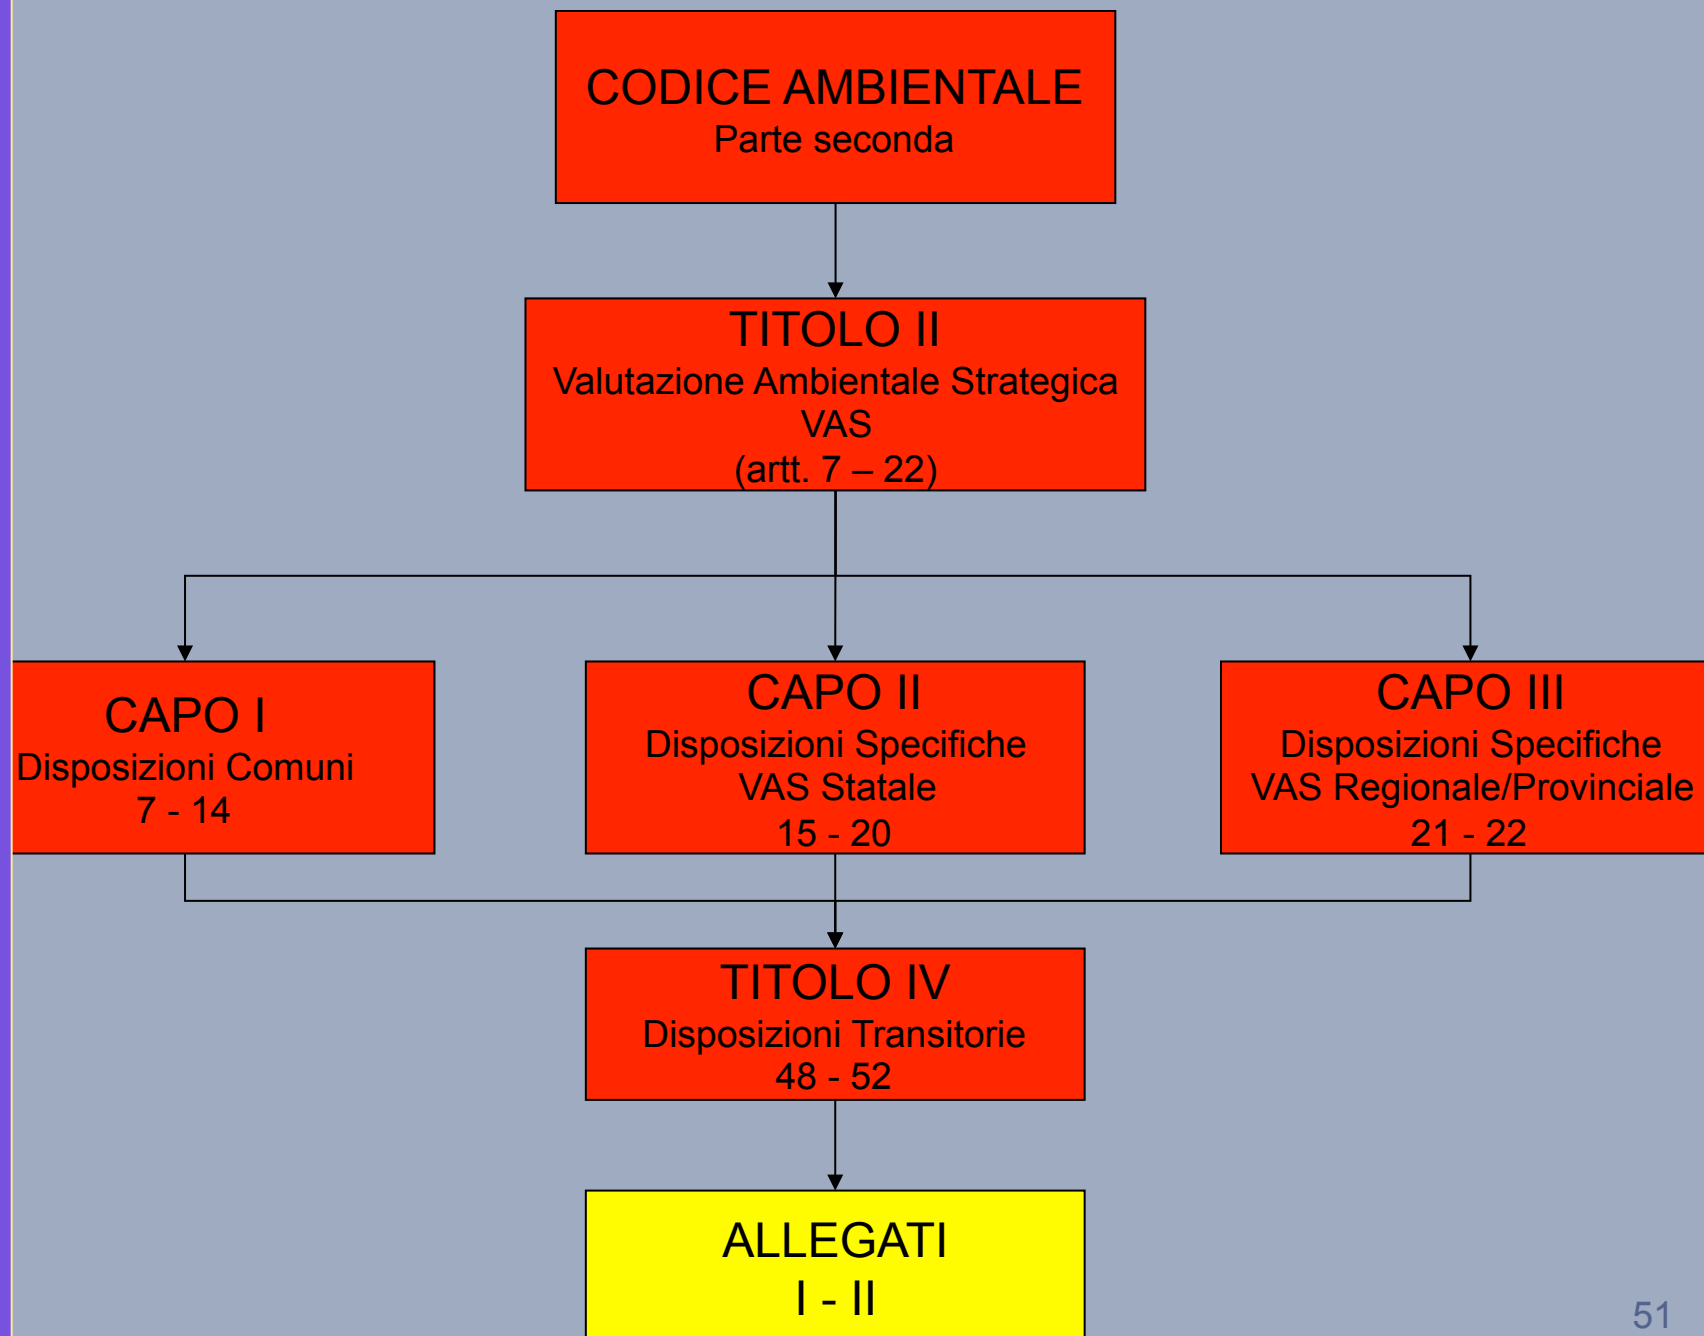 CODICE AMBIENTALE
Parte seconda
TITOLO II
Valutazione Ambientale Strategica
VAS
(artt. 7 – 22)
CAPO I
Disposizioni Comuni
7 - 14
CAPO II
Disposizioni Specifiche
VAS Statale
15 - 20
CAPO III
Disposizioni Specifiche
VAS Regionale/Provinciale
21 - 22
TITOLO IV
Disposizioni Transitorie
48 - 52
ALLEGATI
I - II
51